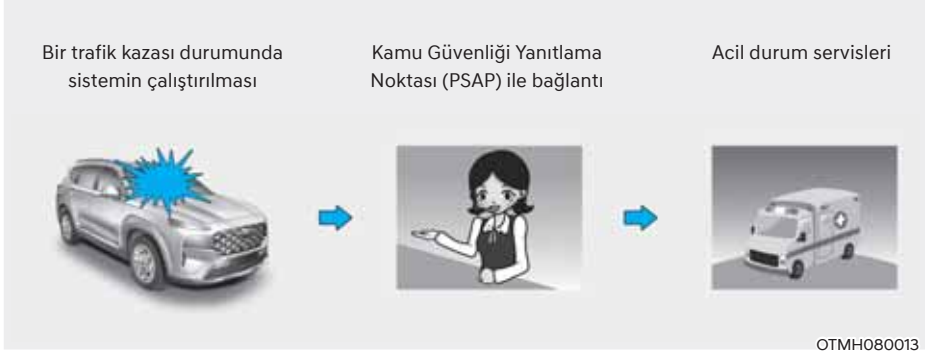 Bir trafik kazası durumunda
sistemin çalıştırılması
Kamu Güvenliği Yanıtlama
Noktası (PSAP) ile bağlantı
Acil durum servisleri
OTMH080013